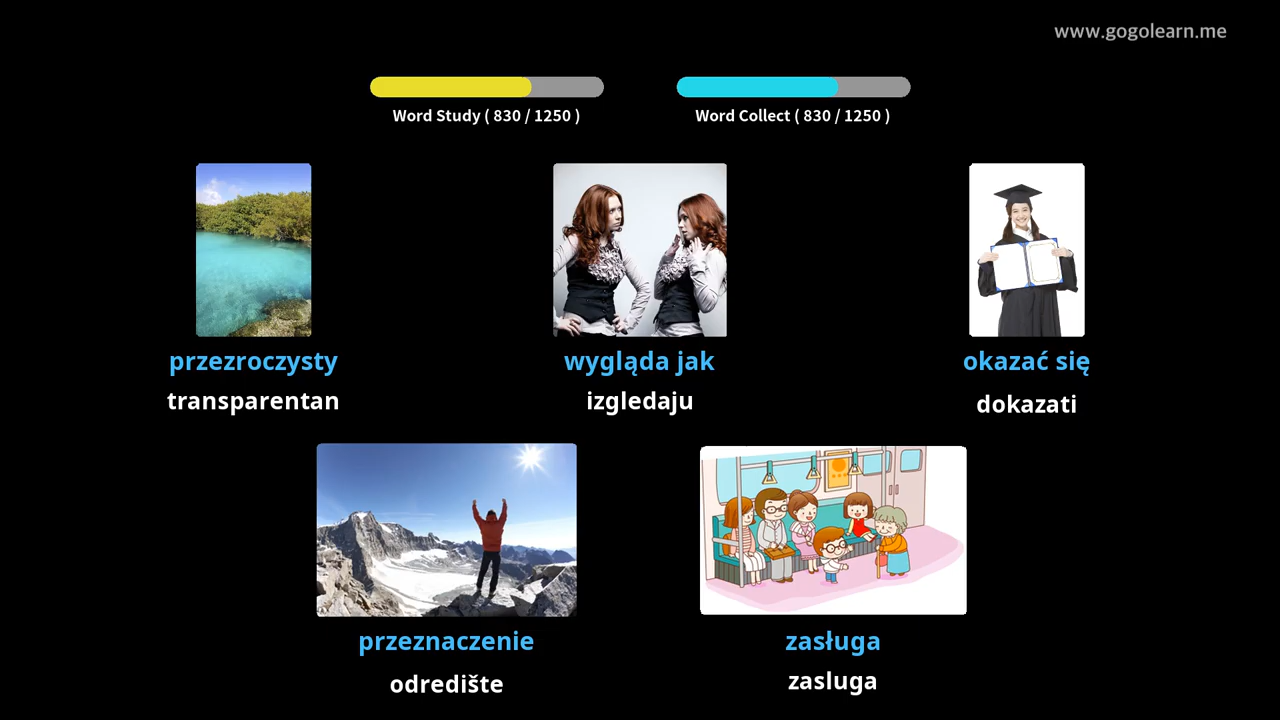 www.gogolearn.me
Word Study ( 830 / 1250 )
Word Collect ( 830 / 1250 )
przezroczysty
transparentan
wygląda jak
izgledaju
okazać się
dokazati
przeznaczenie
odredište
zasługa
zasluga